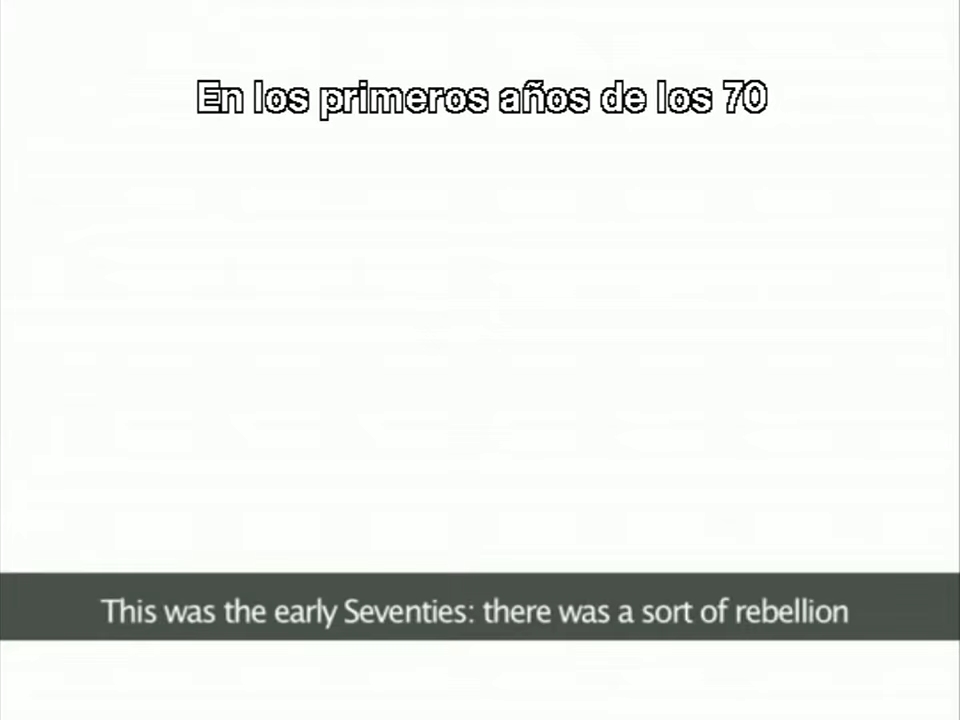 En los primeros años de los 70
This was the early Seventies: there was a sort of rebellion